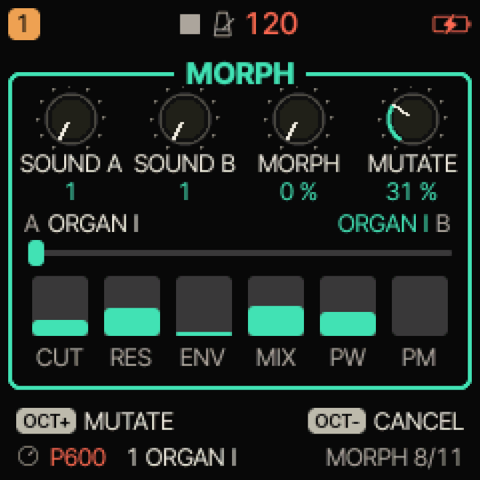 1 120
MORPH
SOUND A SOUND B MORPH MUTATE
1 1 0 % 31 %
A ORGAN I ORGAN I B
CUT RES ENV MIX PW PM
OCT+ MUTATE OCT- CANCEL
P600 1 ORGAN I MORPH 8/11